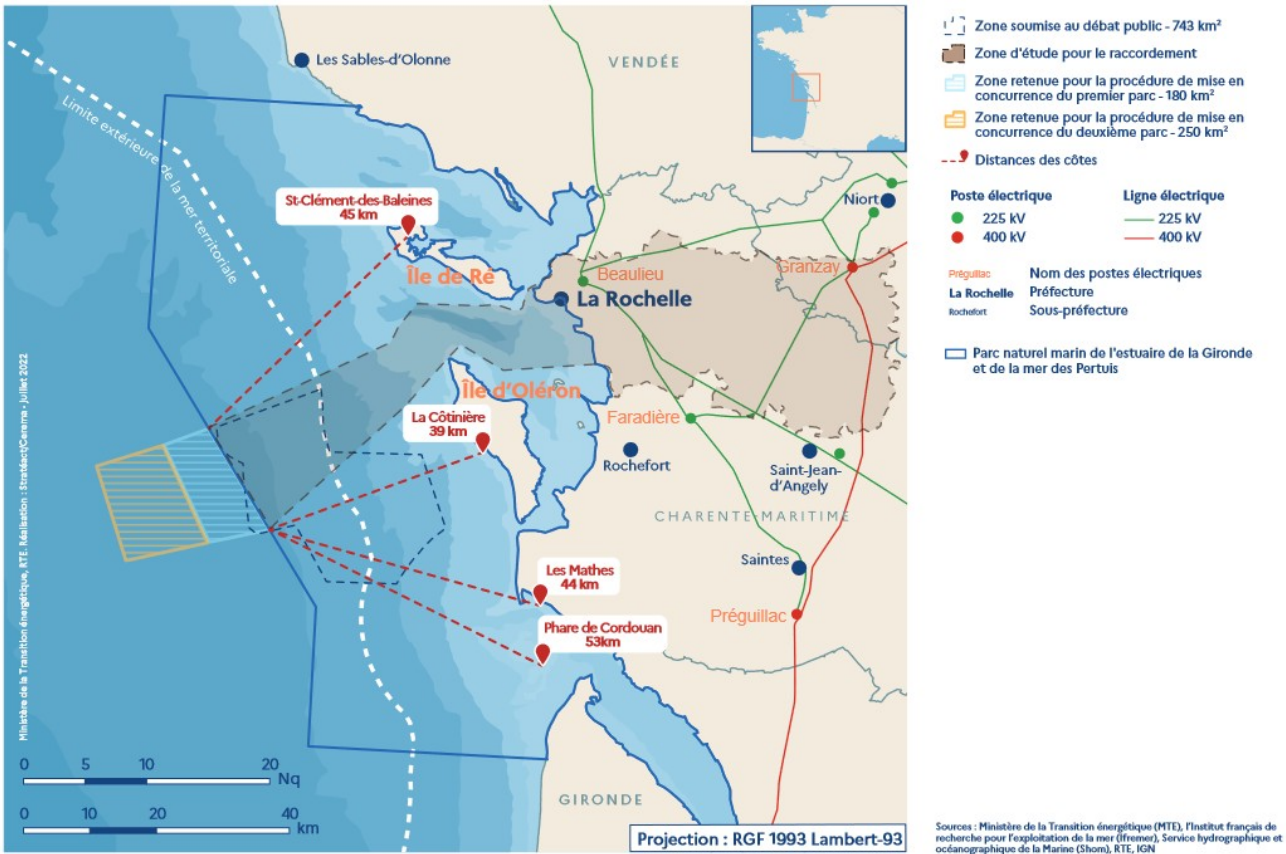 Les Sables-d'Olonne
VENDÉE
Limite extérieure de la mer territoriale
St-Clément-des-Baleines
45 km
Île de Ré
Niort
Beaulieu
Granzay
La Rochelle
Île d'Oléron
La Côtinière
39 km
Faradière
Rochefort
Saint-Jean-
d'Angely
CHARENTE-MARITIME
Les Mathes
44 km
Saintes
Phare de Cordouan
53km
Préguillac
GIRONDE
Ministère de la Transition énergétique, RTE. Réalisation : Stratéact/Cerema - Juillet 2022
0 5 10 20
Nq
0 10 20 40
km
Projection : RGF 1993 Lambert-93
Zone soumise au débat public - 743 km²
Zone d'étude pour le raccordement
Zone retenue pour la procédure de mise en
concurrence du premier parc - 180 km²
Zone retenue pour la procédure de mise en
concurrence du deuxième parc - 250 km²
Distances des côtes
Poste électrique
225 kV
400 kV
Ligne électrique
225 kV
400 kV
Préguillac Nom des postes électriques
La Rochelle Préfecture
Rochefort Sous-préfecture
Parc naturel marin de l'estuaire de la Gironde
et de la mer des Pertuis
Sources : Ministère de la Transition énergétique (MTE), l'Institut français de
recherche pour l'exploitation de la mer (Ifremer), Service hydrographique et
océanographique de la Marine (Shom), RTE, IGN